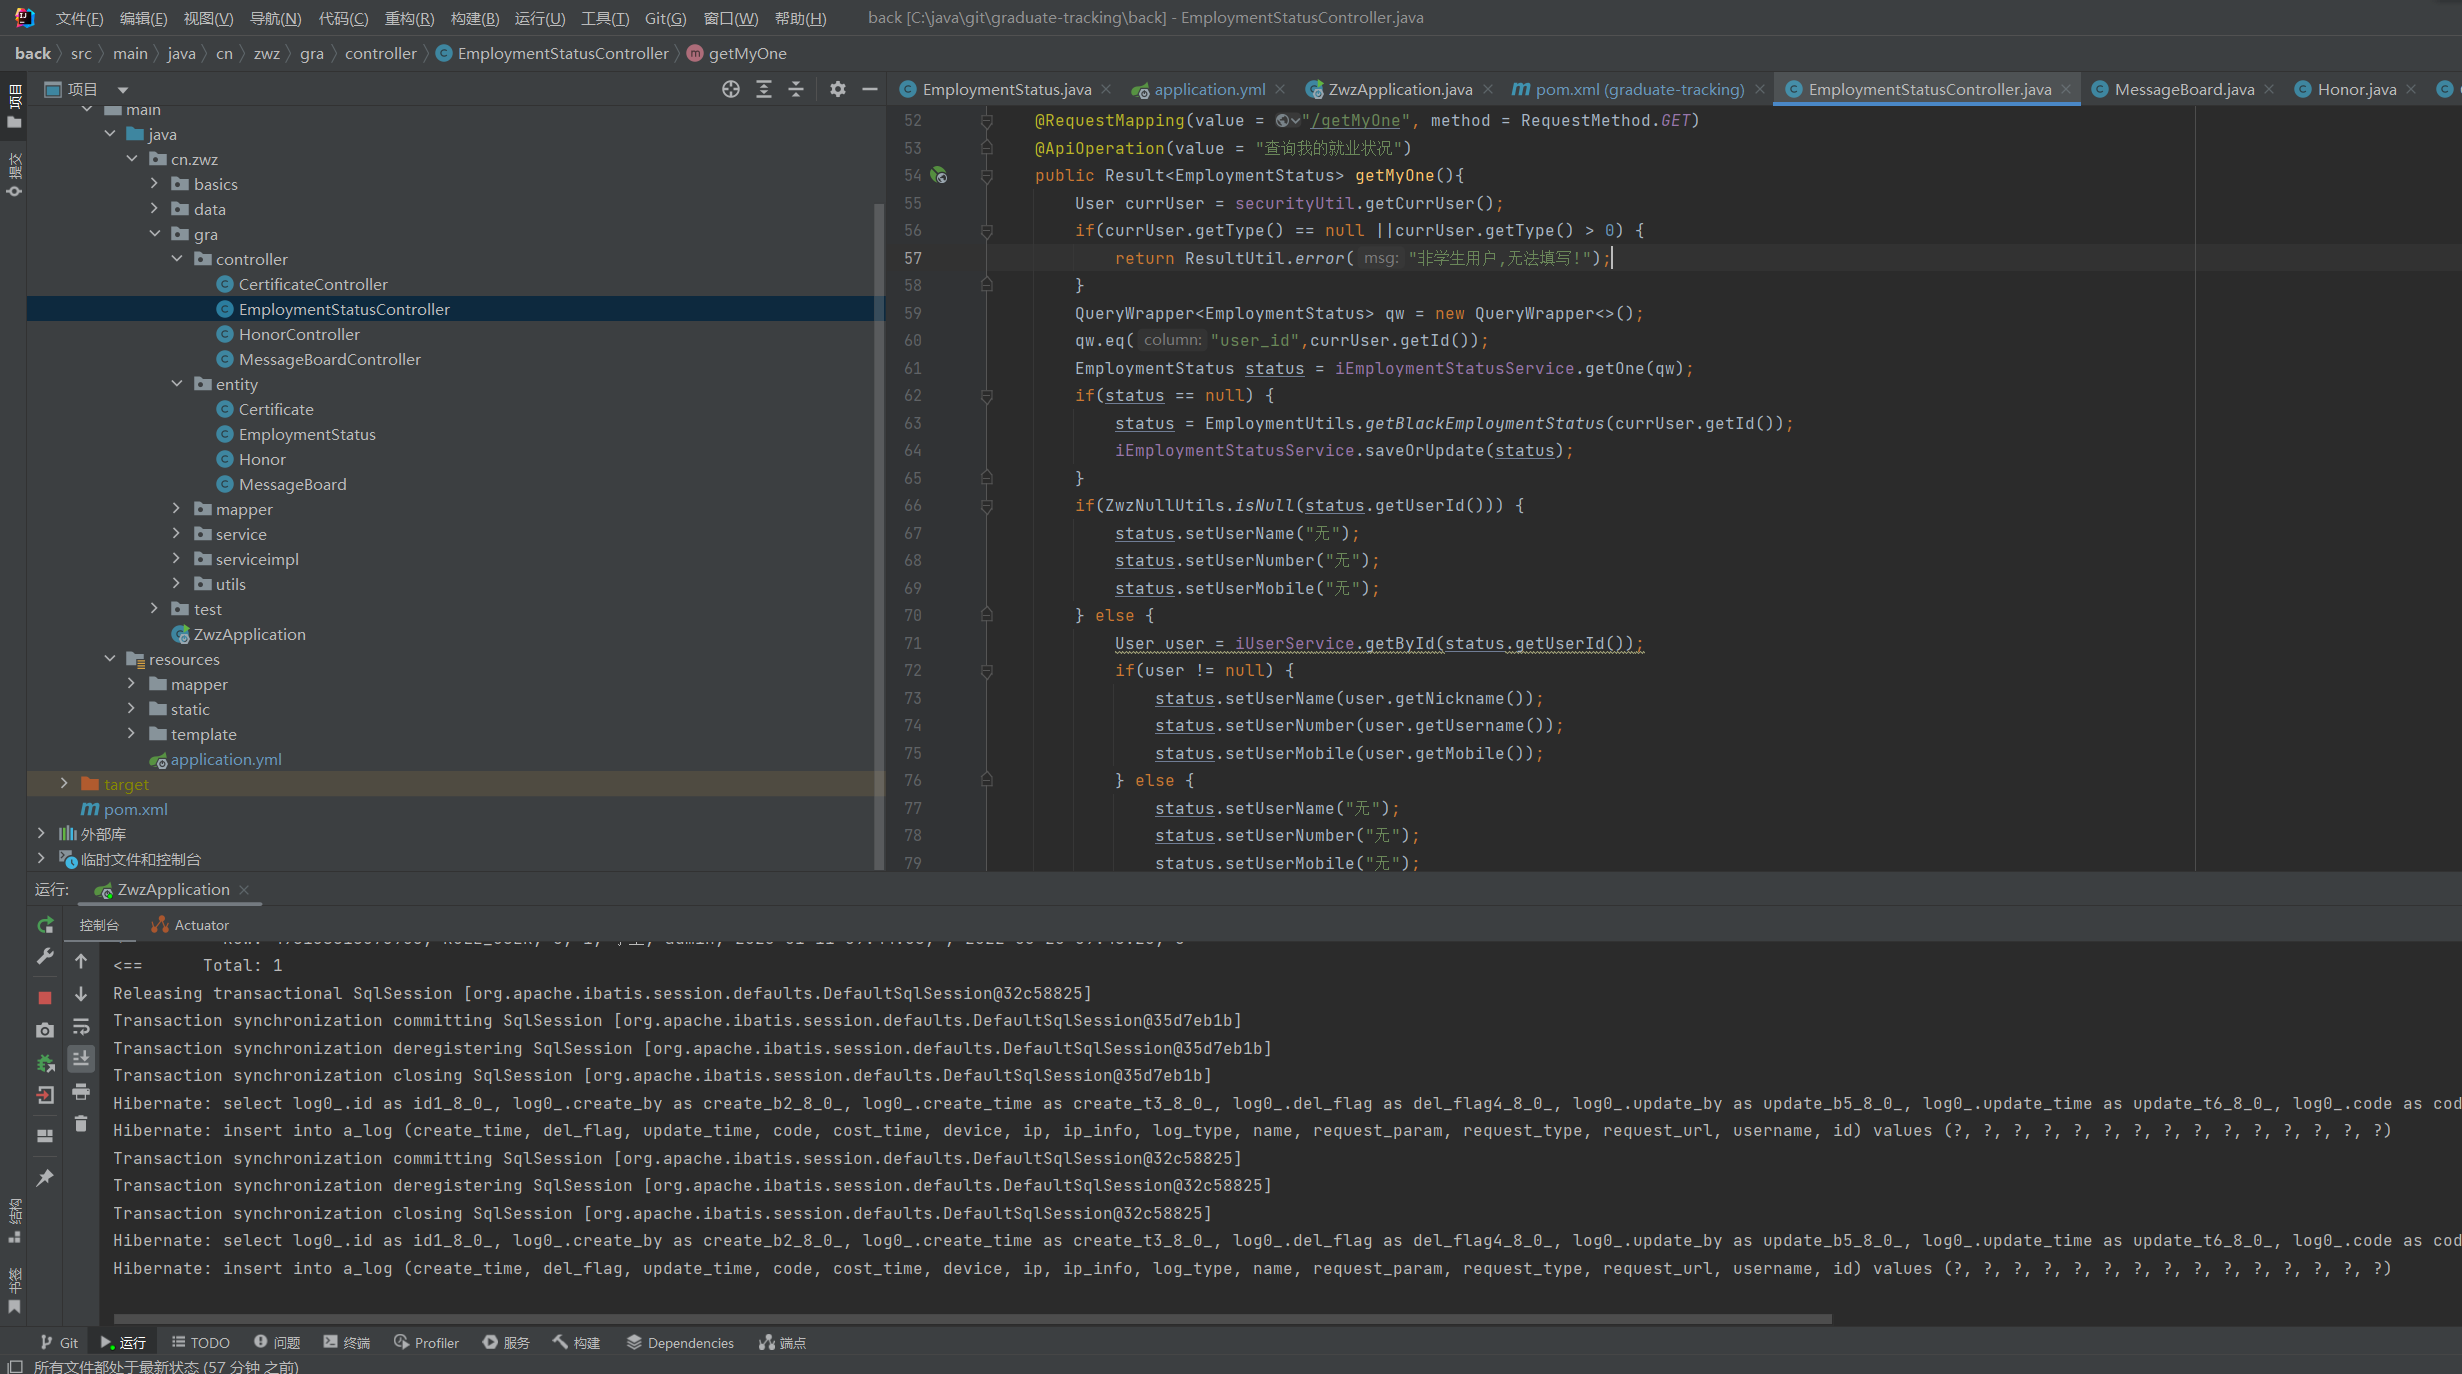 文件(F) 编辑(E) 视图(V) 导航(N) 代码(C) 重构(R) 构建(B) 运行(U) 工具(T) Git(G) 窗口(W) 帮助(H) back [C:\java\git\graduate-tracking\back] - EmploymentStatusController.java
back src main java cn zwz gra controller EmploymentStatusController getMyOne
项目
提交
结构
书签
项目
main
java
cn.zwz
basics
data
gra
controller
CertificateController
EmploymentStatusController
HonorController
MessageBoardController
entity
Certificate
EmploymentStatus
Honor
MessageBoard
mapper
service
serviceimpl
utils
test
ZwzApplication
resources
mapper
static
template
application.yml
target
pom.xml
外部库
临时文件和控制台
EmploymentStatus.java application.yml ZwzApplication.java pom.xml (graduate-tracking) EmploymentStatusController.java MessageBoard.java Honor.java
52 @RequestMapping(value = "/getMyOne", method = RequestMethod.GET)
53 @ApiOperation(value = "查询我的就业状况")
54 public Result<EmploymentStatus> getMyOne(){
55 User currUser = securityUtil.getCurrUser();
56 if(currUser.getType() == null ||currUser.getType() > 0) {
57 return ResultUtil.error( msg: "非学生用户,无法填写!");
58 }
59 QueryWrapper<EmploymentStatus> qw = new QueryWrapper<>();
60 qw.eq( column: "user_id",currUser.getId());
61 EmploymentStatus status = iEmploymentStatusService.getOne(qw);
62 if(status == null) {
63 status = EmploymentUtils.getBlackEmploymentStatus(currUser.getId());
64 iEmploymentStatusService.saveOrUpdate(status);
65 }
66 if(ZwzNullUtils.isNull(status.getUserId())) {
67 status.setUserName("无");
68 status.setUserNumber("无");
69 status.setUserMobile("无");
70 } else {
71 User user = iUserService.getById(status.getUserId());
72 if(user != null) {
73 status.setUserName(user.getNickname());
74 status.setUserNumber(user.getUsername());
75 status.setUserMobile(user.getMobile());
76 } else {
77 status.setUserName("无");
78 status.setUserNumber("无");
79 status.setUserMobile("无");
运行: ZwzApplication
控制台 Actuator
<== Total: 1
Releasing transactional SqlSession [org.apache.ibatis.session.defaults.DefaultSqlSession@32c58825]
Transaction synchronization committing SqlSession [org.apache.ibatis.session.defaults.DefaultSqlSession@35d7eb1b]
Transaction synchronization deregistering SqlSession [org.apache.ibatis.session.defaults.DefaultSqlSession@35d7eb1b]
Transaction synchronization closing SqlSession [org.apache.ibatis.session.defaults.DefaultSqlSession@35d7eb1b]
Hibernate: select log0_.id as id1_8_0_, log0_.create_by as create_b2_8_0_, log0_.create_time as create_t3_8_0_, log0_.del_flag as del_flag4_8_0_, log0_.update_by as update_b5_8_0_, log0_.update_time as update_t6_8_0_, log0_.code as cod
Hibernate: insert into a_log (create_time, del_flag, update_time, code, cost_time, device, ip, ip_info, log_type, name, request_param, request_type, request_url, username, id) values (?, ?, ?, ?, ?, ?, ?, ?, ?, ?, ?, ?, ?, ?, ?)
Transaction synchronization committing SqlSession [org.apache.ibatis.session.defaults.DefaultSqlSession@32c58825]
Transaction synchronization deregistering SqlSession [org.apache.ibatis.session.defaults.DefaultSqlSession@32c58825]
Transaction synchronization closing SqlSession [org.apache.ibatis.session.defaults.DefaultSqlSession@32c58825]
Hibernate: select log0_.id as id1_8_0_, log0_.create_by as create_b2_8_0_, log0_.create_time as create_t3_8_0_, log0_.del_flag as del_flag4_8_0_, log0_.update_by as update_b5_8_0_, log0_.update_time as update_t6_8_0_, log0_.code as cod
Hibernate: insert into a_log (create_time, del_flag, update_time, code, cost_time, device, ip, ip_info, log_type, name, request_param, request_type, request_url, username, id) values (?, ?, ?, ?, ?, ?, ?, ?, ?, ?, ?, ?, ?, ?, ?)
Git 运行 TODO 问题 终端 Profiler 服务 构建 Dependencies 端点
所有文件都处于最新状态 (57 分钟 之前)